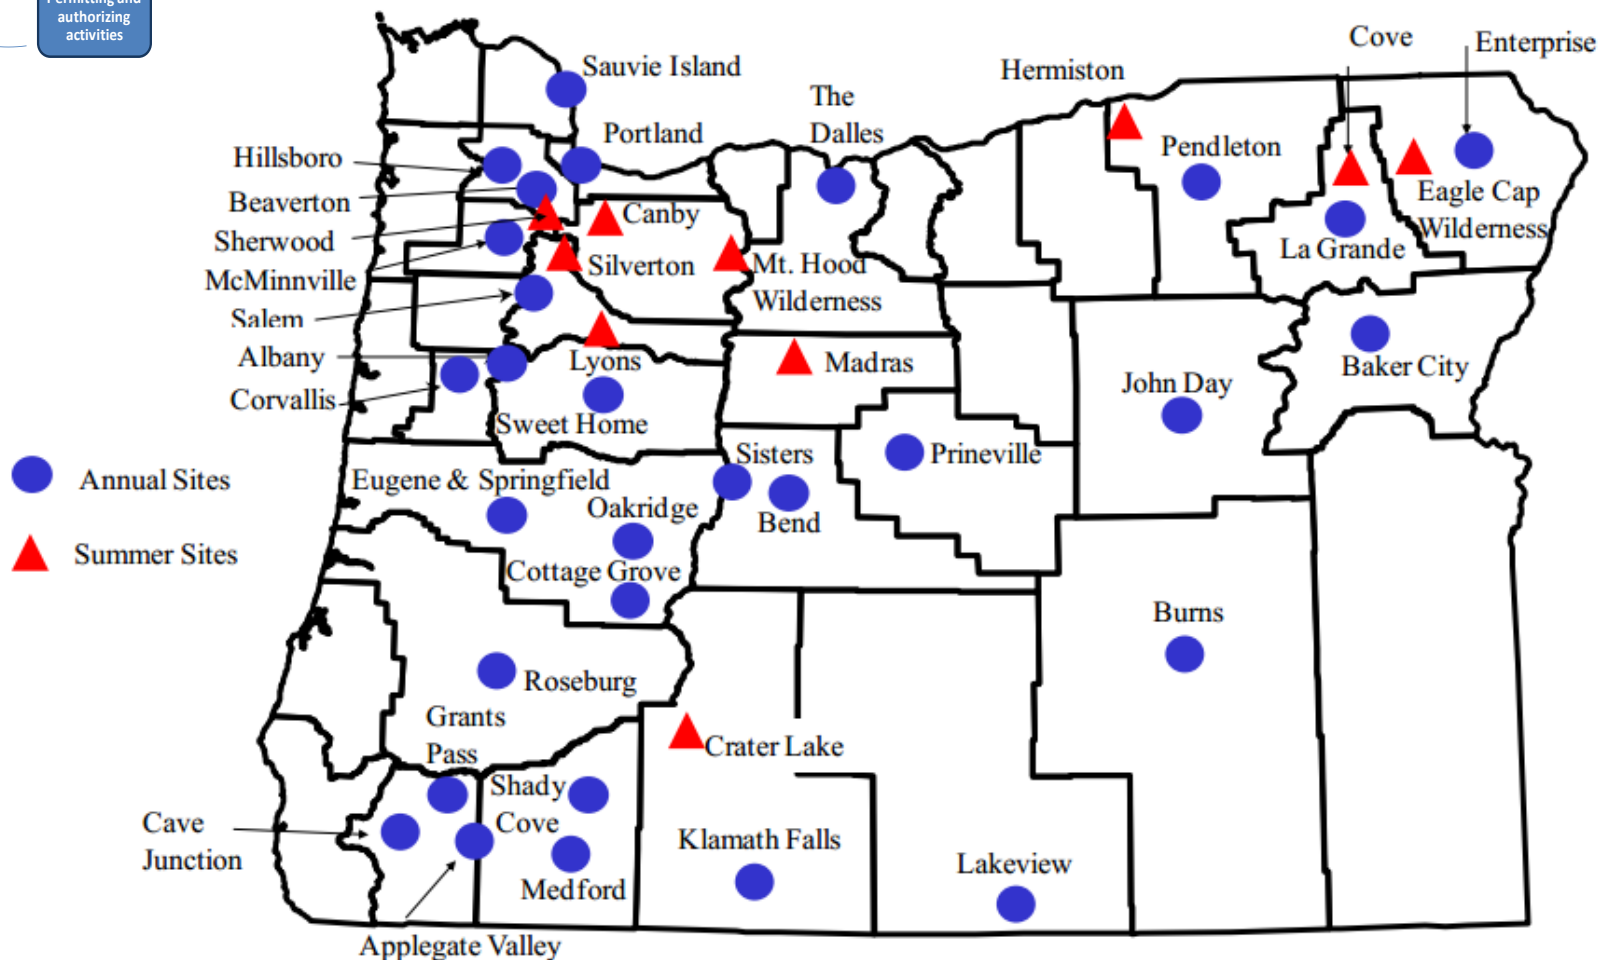 Permitting and
authorizing
activities
Cove
Enterprise
Sauvie Island
Hermiston
The
Dalles
Portland
Pendleton
Hillsboro
Beaverton
Eagle Cap
Wilderness
Canby
Sherwood
La Grande
Silverton
Mt. Hood
Wilderness
McMinnville
Salem
Albany
Lyons
Madras
Baker City
John Day
Corvallis
Sweet Home
Sisters
Prineville
Annual Sites
Eugene & Springfield
Oakridge
Bend
Summer Sites
Cottage Grove
Burns
Roseburg
Grants
Pass
Crater Lake
Shady
Cove
Cave
Junction
Klamath Falls
Lakeview
Medford
Applegate Valley